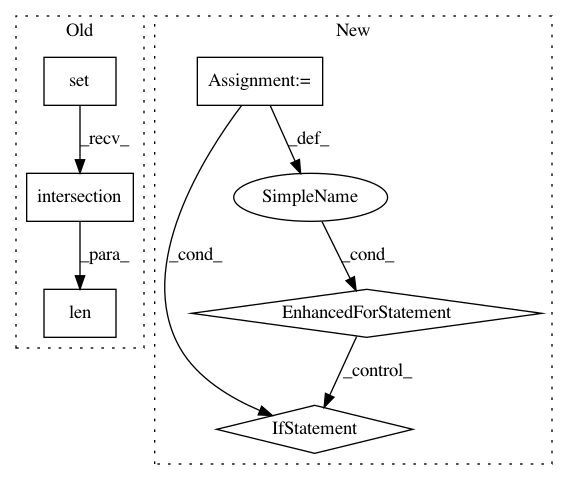 Old
New
set
Assignment:=
_recv_
_def_
intersection
SimpleName
_para_
_cond_
_cond_
len
EnhancedForStatement
_control_
IfStatement